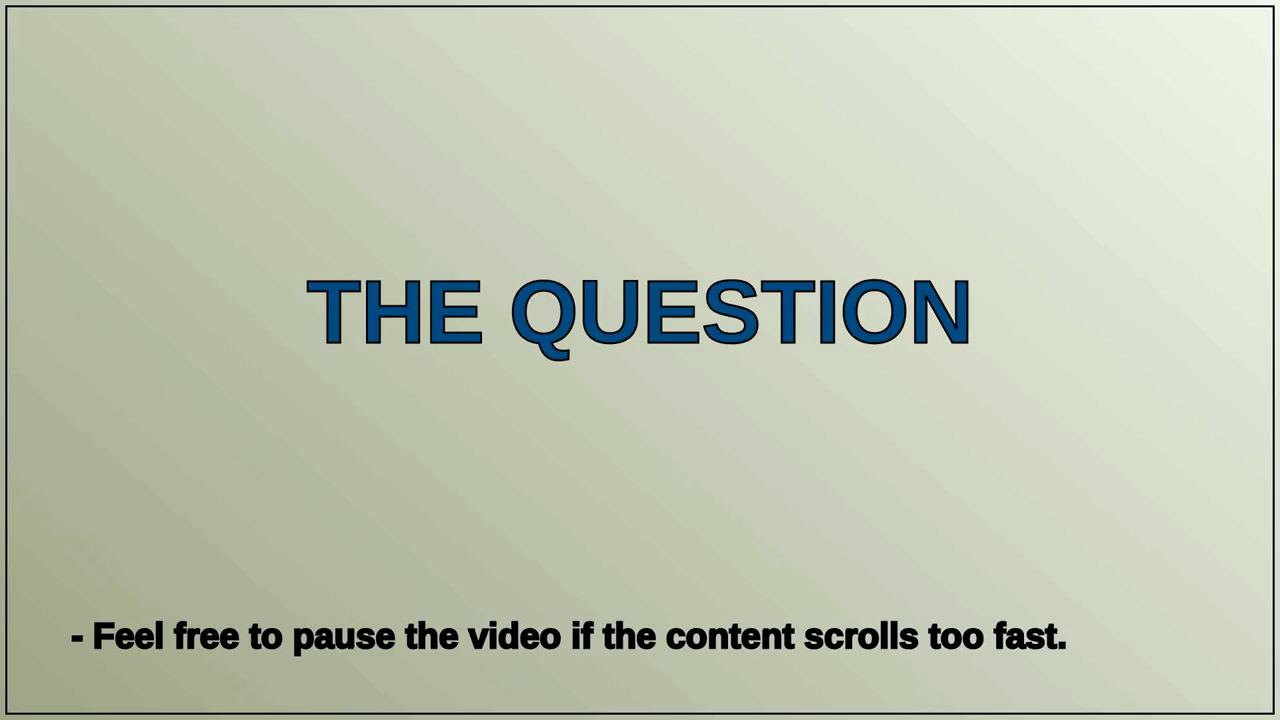 THE QUESTION
- Feel free to pause the video if the content scrolls too fast.